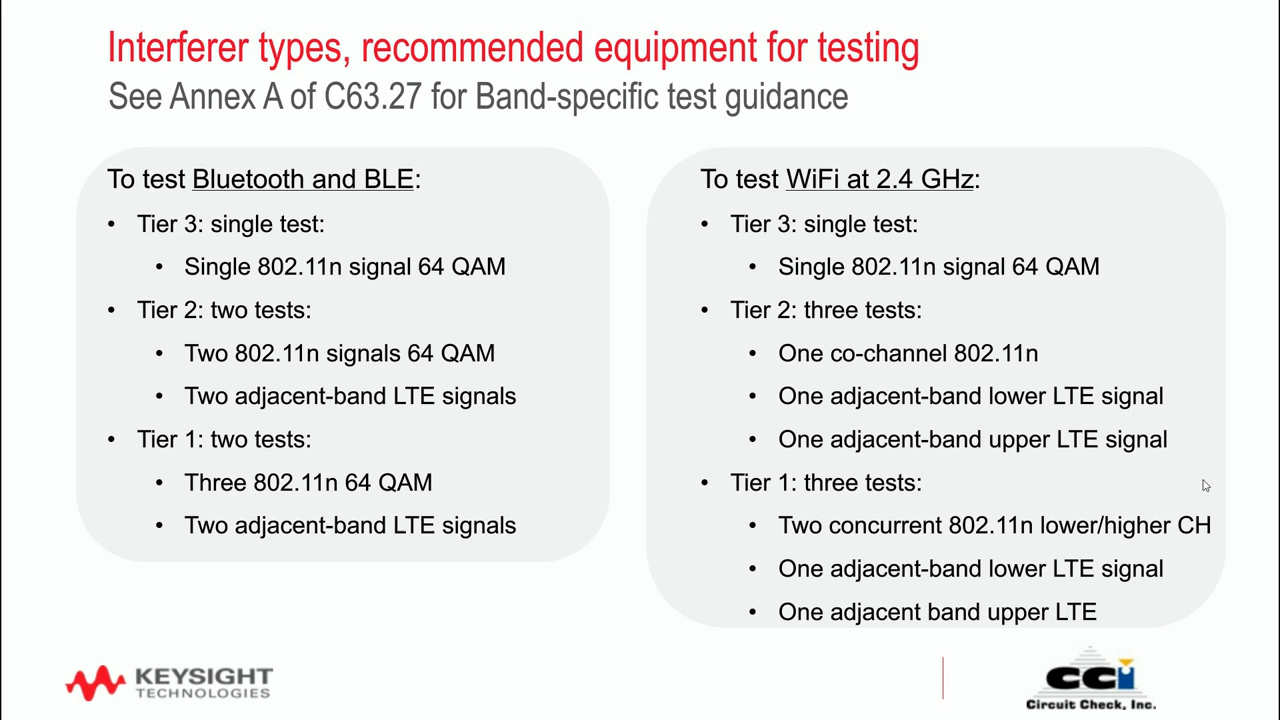 Interferer types, recommended equipment for testing
See Annex A of C63.27 for Band-specific test guidance
To test Bluetooth and BLE:
• Tier 3: single test:
• Single 802.11n signal 64 QAM
• Tier 2: two tests:
• Two 802.11n signals 64 QAM
• Two adjacent-band LTE signals
• Tier 1: two tests:
• Three 802.11n 64 QAM
• Two adjacent-band LTE signals
To test WiFi at 2.4 GHz:
• Tier 3: single test:
• Single 802.11n signal 64 QAM
• Tier 2: three tests:
• One co-channel 802.11n
• One adjacent-band lower LTE signal
• One adjacent-band upper LTE signal
• Tier 1: three tests:
• Two concurrent 802.11n lower/higher CH
• One adjacent-band lower LTE signal
• One adjacent band upper LTE
KEYSIGHT
TECHNOLOGIES
CCi
Circuit Check, Inc.